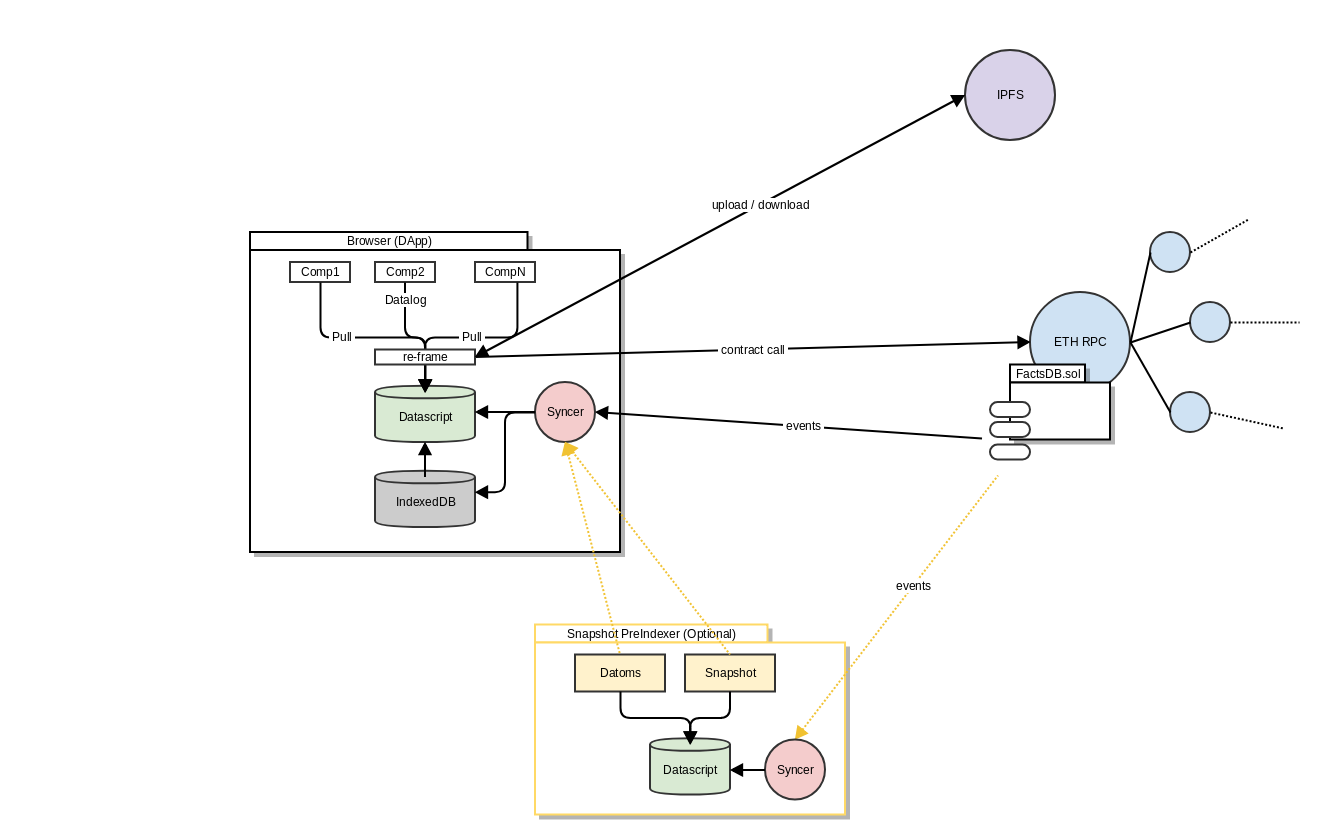 IPFS
upload / download
Browser (DApp)
Comp1
Comp2
CompN
Datalog
Pull
Pull
re-frame
contract call
ETH RPC
FactsDB.sol
Datascript
Syncer
events
IndexedDB
events
Snapshot PreIndexer (Optional)
Datoms
Snapshot
Datascript
Syncer